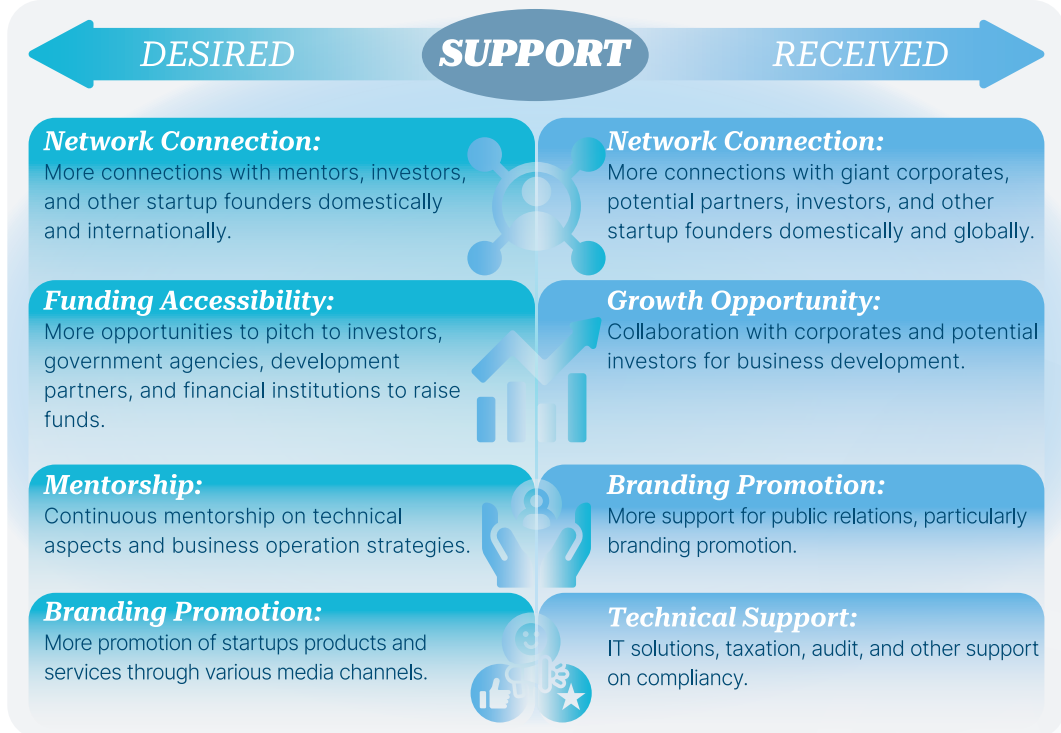 DESIRED
SUPPORT
RECEIVED
Network Connection:
More connections with mentors, investors,
and other startup founders domestically
and internationally.
Network Connection:
More connections with giant corporates,
potential partners, investors, and other
startup founders domestically and globally.
Funding Accessibility:
More opportunities to pitch to investors,
government agencies, development
partners, and financial institutions to raise
funds.
Growth Opportunity:
Collaboration with corporates and potential
investors for business development.
Mentorship:
Continuous mentorship on technical
aspects and business operation strategies.
Branding Promotion:
More support for public relations, particularly
branding promotion.
Branding Promotion:
More promotion of startups products and
services through various media channels.
Technical Support:
IT solutions, taxation, audit, and other support
on compliancy.